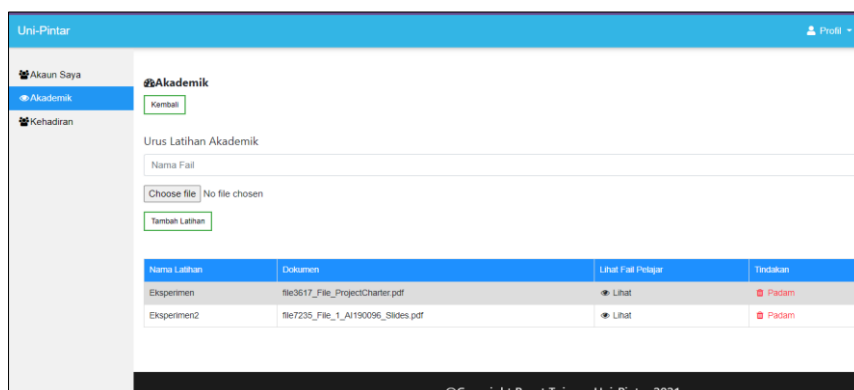 Uni-Pintar Profil
Akaun Saya
Akademik
Kehadiran
Akademik
Kembali
Urus Latihan Akademik
Nama Fail
Choose file No file chosen
Tambah Latihan
Nama Latihan Dokumen Lihat Fail Pelajar Tindakan
Eksperimen file3617_File_ProjectCharter.pdf Lihat Padam
Eksperimen2 file7235_File_1_AI190096_Slides.pdf Lihat Padam